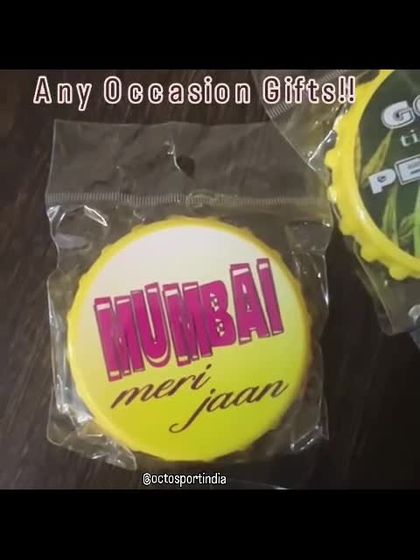 Any Occasion Gifts!!
MUMBAI
meri
jaan
@octosportindia